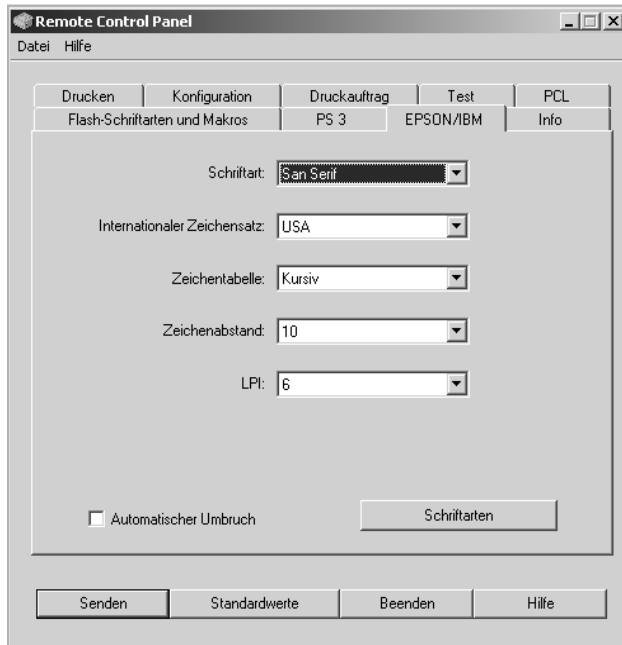 Remote Control Panel
Datei Hilfe
Drucken Konfiguration Druckauftrag Test PCL
Flash-Schriftarten und Makros PS 3 EPSON/IBM Info
Schriftart: San Serif
Internationaler Zeichensatz: USA
Zeichentabelle: Kursiv
Zeichenabstand: 10
LPI: 6
Automatischer Umbruch Schriftarten
Senden Standardwerte Beenden Hilfe